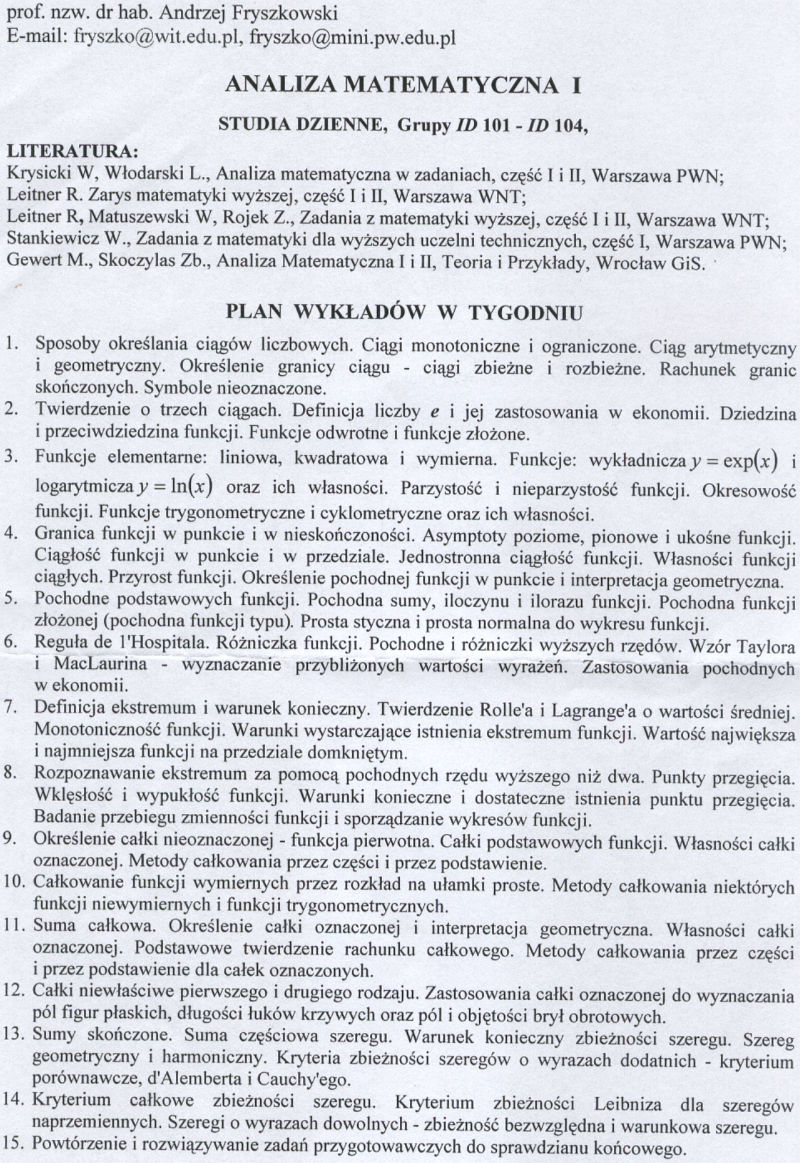 prof. nzw. dr hab. Andrzej Fryszkowski
E-mail: fryszko@wit.edu.pl, fryszko@mini.pw.edu.pl
ANALIZA MATEMATYCZNA I
STUDIA DZIENNE, Grupy ID 101 - ID 104,
LITERATURA:
Krysicki W, Włodarski L., Analiza matematyczna w zadaniach, część I i II, Warszawa PWN;
Leitner R. Zarys matematyki wyższej, część I i II, Warszawa WNT;
Leitner R, Matuszewski W, Rojek Z., Zadania z matematyki wyższej, część I i II, Warszawa WNT;
Stankiewicz W., Zadania z matematyki dla wyższych uczelni technicznych, część I, Warszawa PWN;
Gewert M., Skoczylas Zb., Analiza Matematyczna I i II, Teoria i Przykłady, Wrocław GiS.
PLAN WYKŁADÓW W TYGODNIU
1. Sposoby określania ciągów liczbowych. Ciągi monotoniczne i ograniczone. Ciąg arytmetyczny
i geometryczny. Określenie granicy ciągu - ciągi zbieżne i rozbieżne. Rachunek granic
skończonych. Symbole nieoznaczone.
2. Twierdzenie o trzech ciągach. Definicja liczby e i jej zastosowania w ekonomii. Dziedzina
i przeciwdziedzina funkcji. Funkcje odwrotne i funkcje złożone.
3. Funkcje elementarne: liniowa, kwadratowa i wymierna. Funkcje: wykładnicza y = exp(x) i
logarytmicza y = ln(x) oraz ich własności. Parzystość i nieparzystość funkcji. Okresowość
funkcji. Funkcje trygonometryczne i cyklometryczne oraz ich własności.
4. Granica funkcji w punkcie i w nieskończoności. Asymptoty poziome, pionowe i ukośne funkcji.
Ciągłość funkcji w punkcie i w przedziale. Jednostronna ciągłość funkcji. Własności funkcji
ciągłych. Przyrost funkcji. Określenie pochodnej funkcji w punkcie i interpretacja geometryczna.
5. Pochodne podstawowych funkcji. Pochodna sumy, iloczynu i ilorazu funkcji. Pochodna funkcji
złożonej (pochodna funkcji typu). Prosta styczna i prosta normalna do wykresu funkcji.
6. Reguła de l'Hospitala. Różniczka funkcji. Pochodne i różniczki wyższych rzędów. Wzór Taylora
i MacLaurina - wyznaczanie przybliżonych wartości wyrażeń. Zastosowania pochodnych
w ekonomii.
7. Definicja ekstremum i warunek konieczny. Twierdzenie Rolle'a i Lagrange'a o wartości średniej.
Monotoniczność funkcji. Warunki wystarczające istnienia ekstremum funkcji. Wartość największa
i najmniejsza funkcji na przedziale domkniętym.
8. Rozpoznawanie ekstremum za pomocą pochodnych rzędu wyższego niż dwa. Punkty przegięcia.
Wklęsłość i wypukłość funkcji. Warunki konieczne i dostateczne istnienia punktu przegięcia.
Badanie przebiegu zmienności funkcji i sporządzanie wykresów funkcji.
9. Określenie całki nieoznaczonej - funkcja pierwotna. Całki podstawowych funkcji. Własności całki
oznaczonej. Metody całkowania przez części i przez podstawienie.
10. Całkowanie funkcji wymiernych przez rozkład na ułamki proste. Metody całkowania niektórych
funkcji niewymiernych i funkcji trygonometrycznych.
11. Suma całkowa. Określenie całki oznaczonej i interpretacja geometryczna. Własności całki
oznaczonej. Podstawowe twierdzenie rachunku całkowego. Metody całkowania przez części
i przez podstawienie dla całek oznaczonych.
12. Całki niewłaściwe pierwszego i drugiego rodzaju. Zastosowania całki oznaczonej do wyznaczania
pól figur płaskich, długości łuków krzywych oraz pól i objętości brył obrotowych.
13. Sumy skończone. Suma częściowa szeregu. Warunek konieczny zbieżności szeregu. Szereg
geometryczny i harmoniczny. Kryteria zbieżności szeregów o wyrazach dodatnich - kryterium
porównawcze, d'Alemberta i Cauchy'ego.
14. Kryterium całkowe zbieżności szeregu. Kryterium zbieżności Leibniza dla szeregów
naprzemiennych. Szeregi o wyrazach dowolnych - zbieżność bezwzględna i warunkowa szeregu.
15. Powtórzenie i rozwiązywanie zadań przygotowawczych do sprawdzianu końcowego.